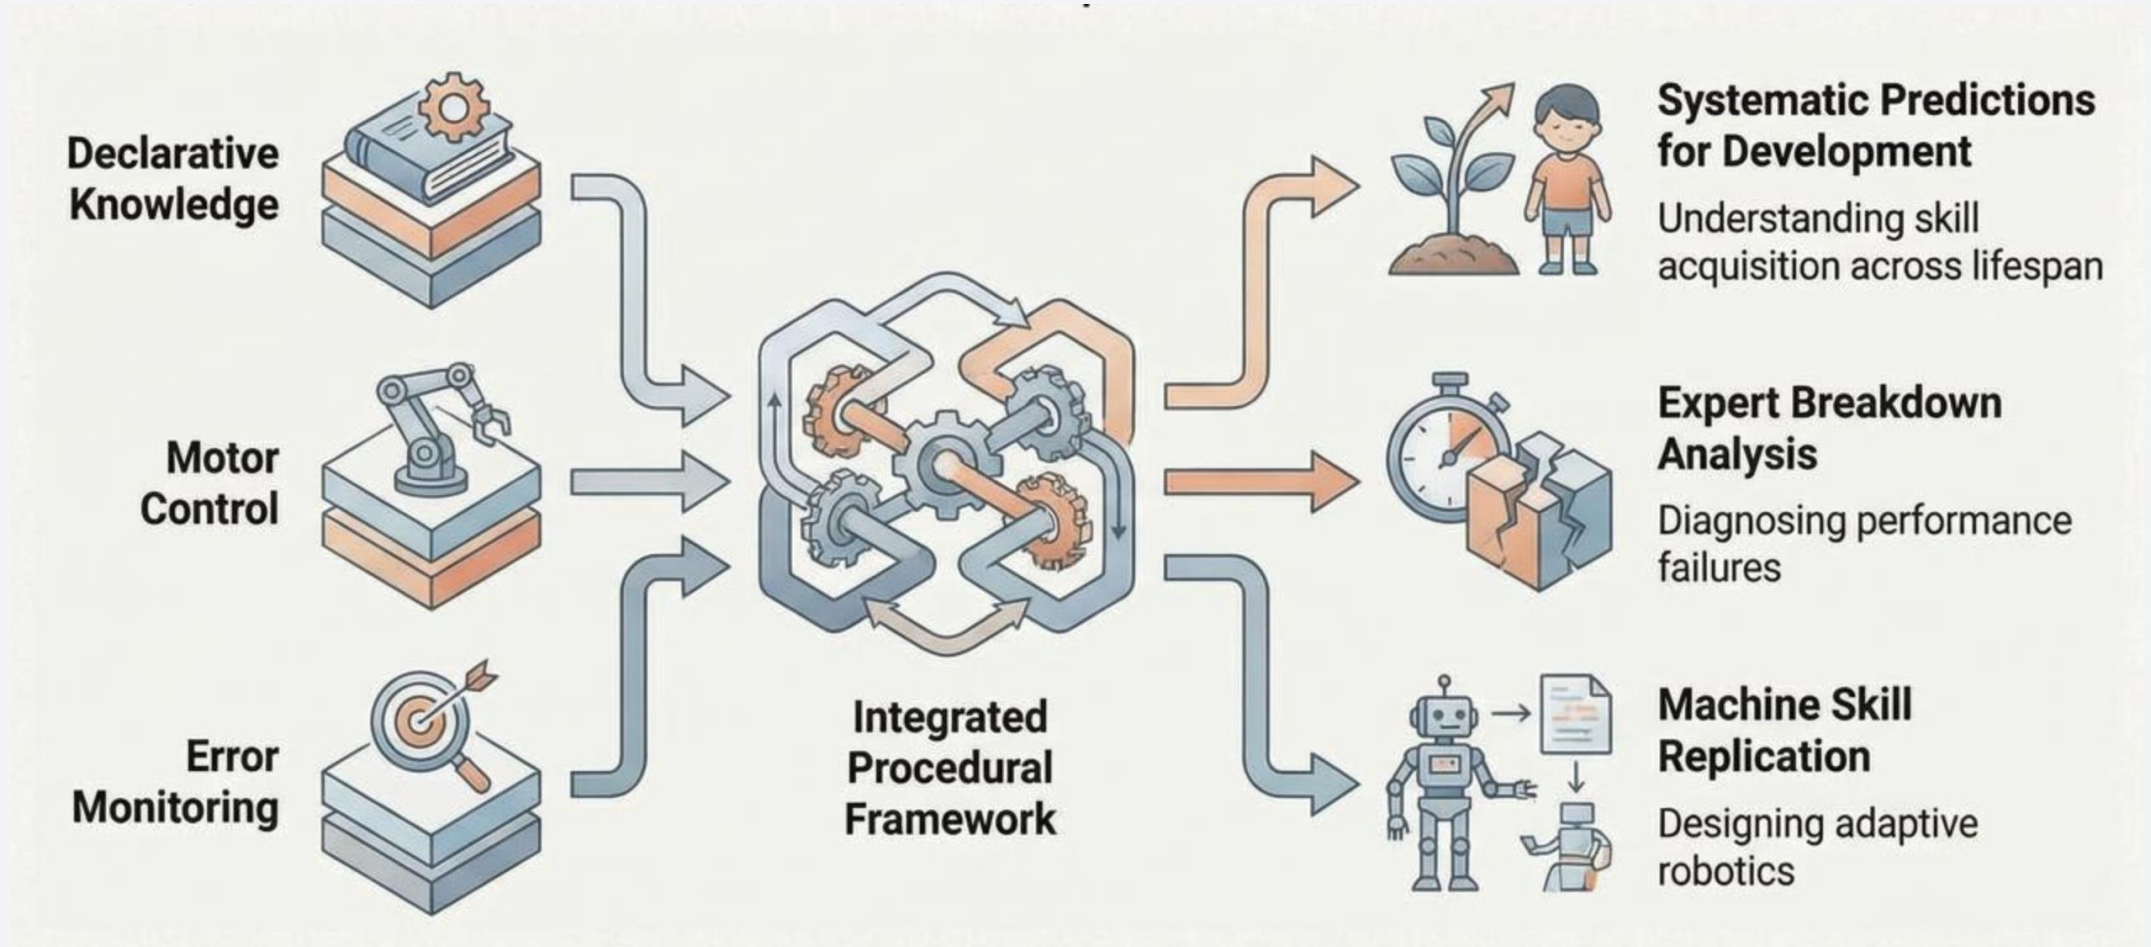 Declarative
Knowledge
Motor
Control
Error
Monitoring
Integrated
Procedural
Framework
Systematic Predictions
for Development
Understanding skill
acquisition across lifespan
Expert Breakdown
Analysis
Diagnosing performance
failures
Machine Skill
Replication
Designing adaptive
robotics